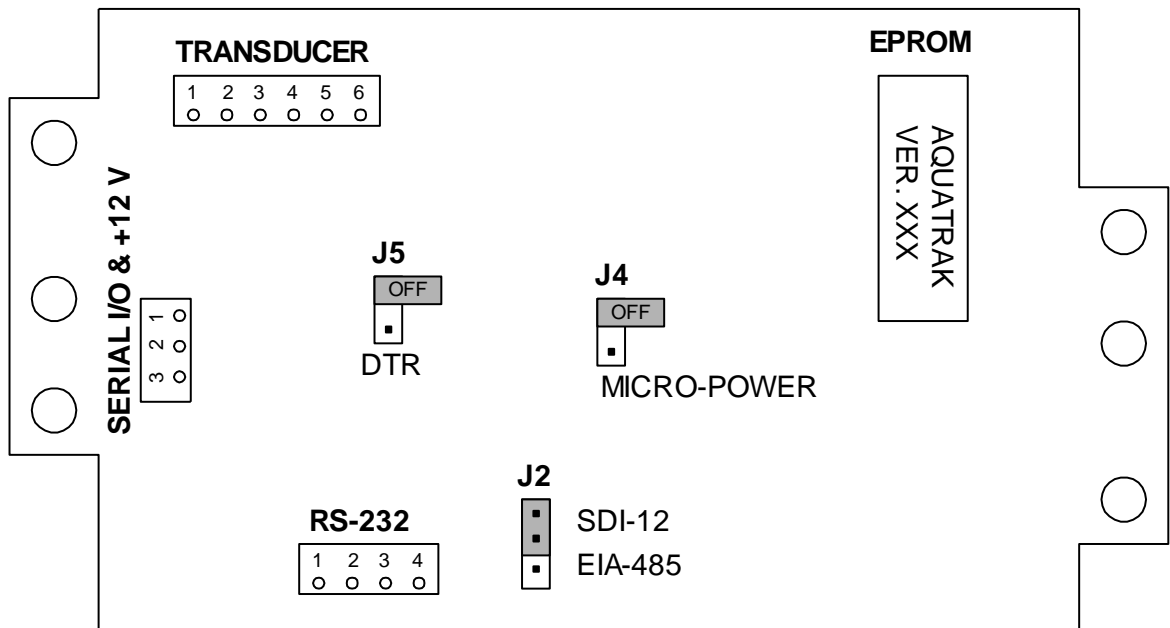 TRANSDUCER
1 2 3 4 5 6
EPROM
AQUATRAK
VER. XXX
SERIAL I/O & +12 V
1
2
3
J5
OFF
DTR
J4
OFF
MICRO-POWER
J2
SDI-12
EIA-485
RS-232
1 2 3 4